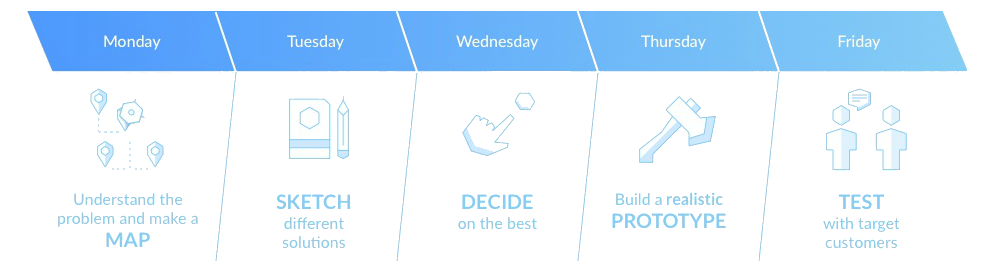 Monday
Tuesday
Wednesday
Thursday
Friday
Understand the
problem and make a
MAP
SKETCH
different
solutions
DECIDE
on the best
Build a realistic
PROTOTYPE
TEST
with target
customers